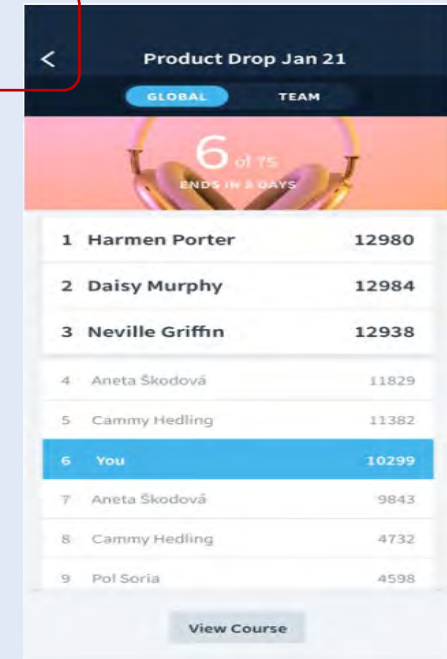 Product Drop Jan 21
GLOBAL TEAM
6 of 75
ENDS IN 8 DAYS
1 Harmen Porter 12980
2 Daisy Murphy 12984
3 Neville Griffin 12938
4 Aneta Škodová 11829
5 Cammy Hedling 11382
6 You 10299
7 Aneta Škodová 9843
8 Cammy Hedling 4732
9 Pol Soria 4598
View Course